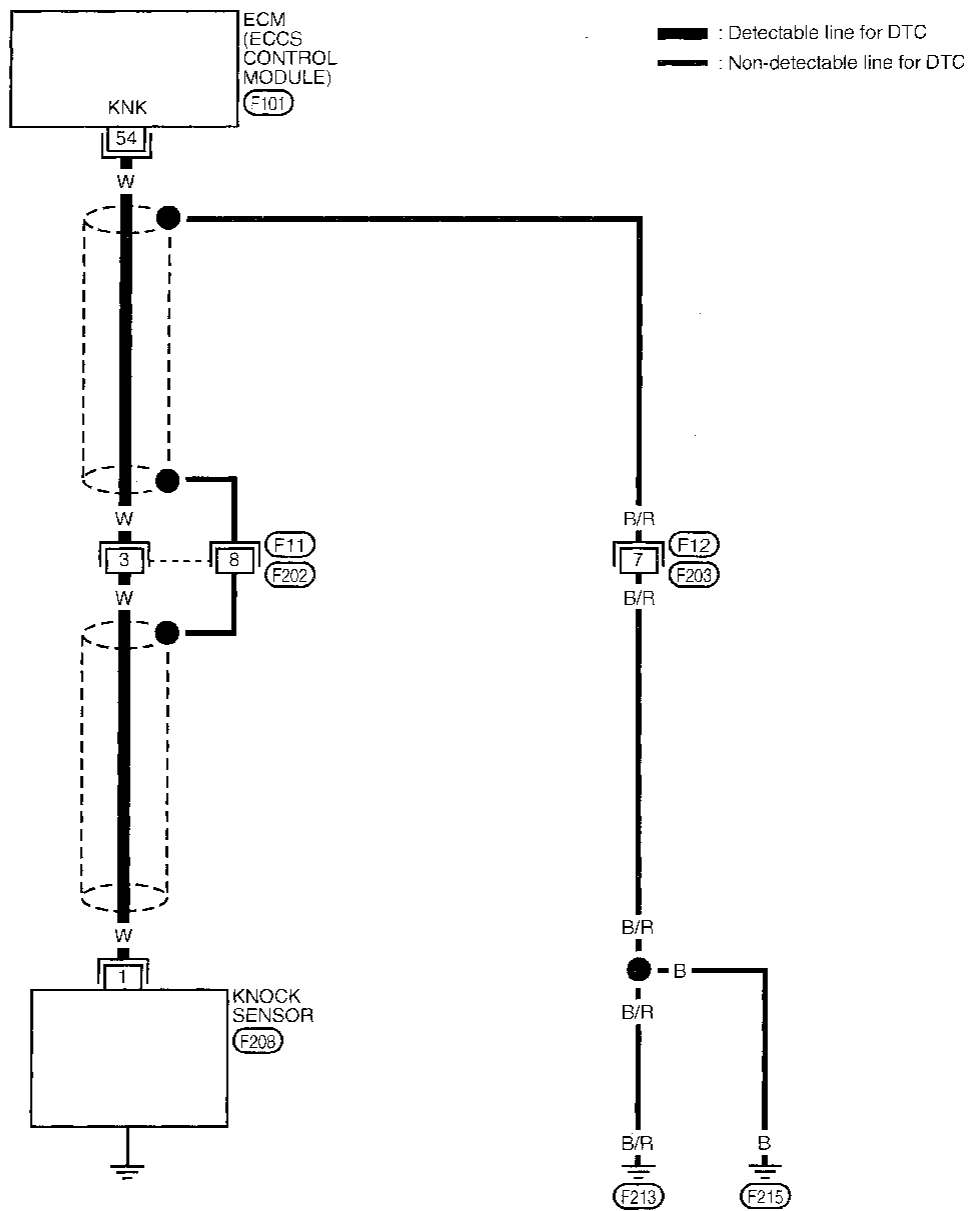 ECM
(ECCS
CONTROL
MODULE)
F101
KNK
54
: Detectable line for DTC
: Non-detectable line for DTC
W
W
B/R
3
8
F11
F202
7
F12
F203
W
B/R
W
B/R
1
B
KNOCK
SENSOR
F208
B/R
B/R
B
F213
F215